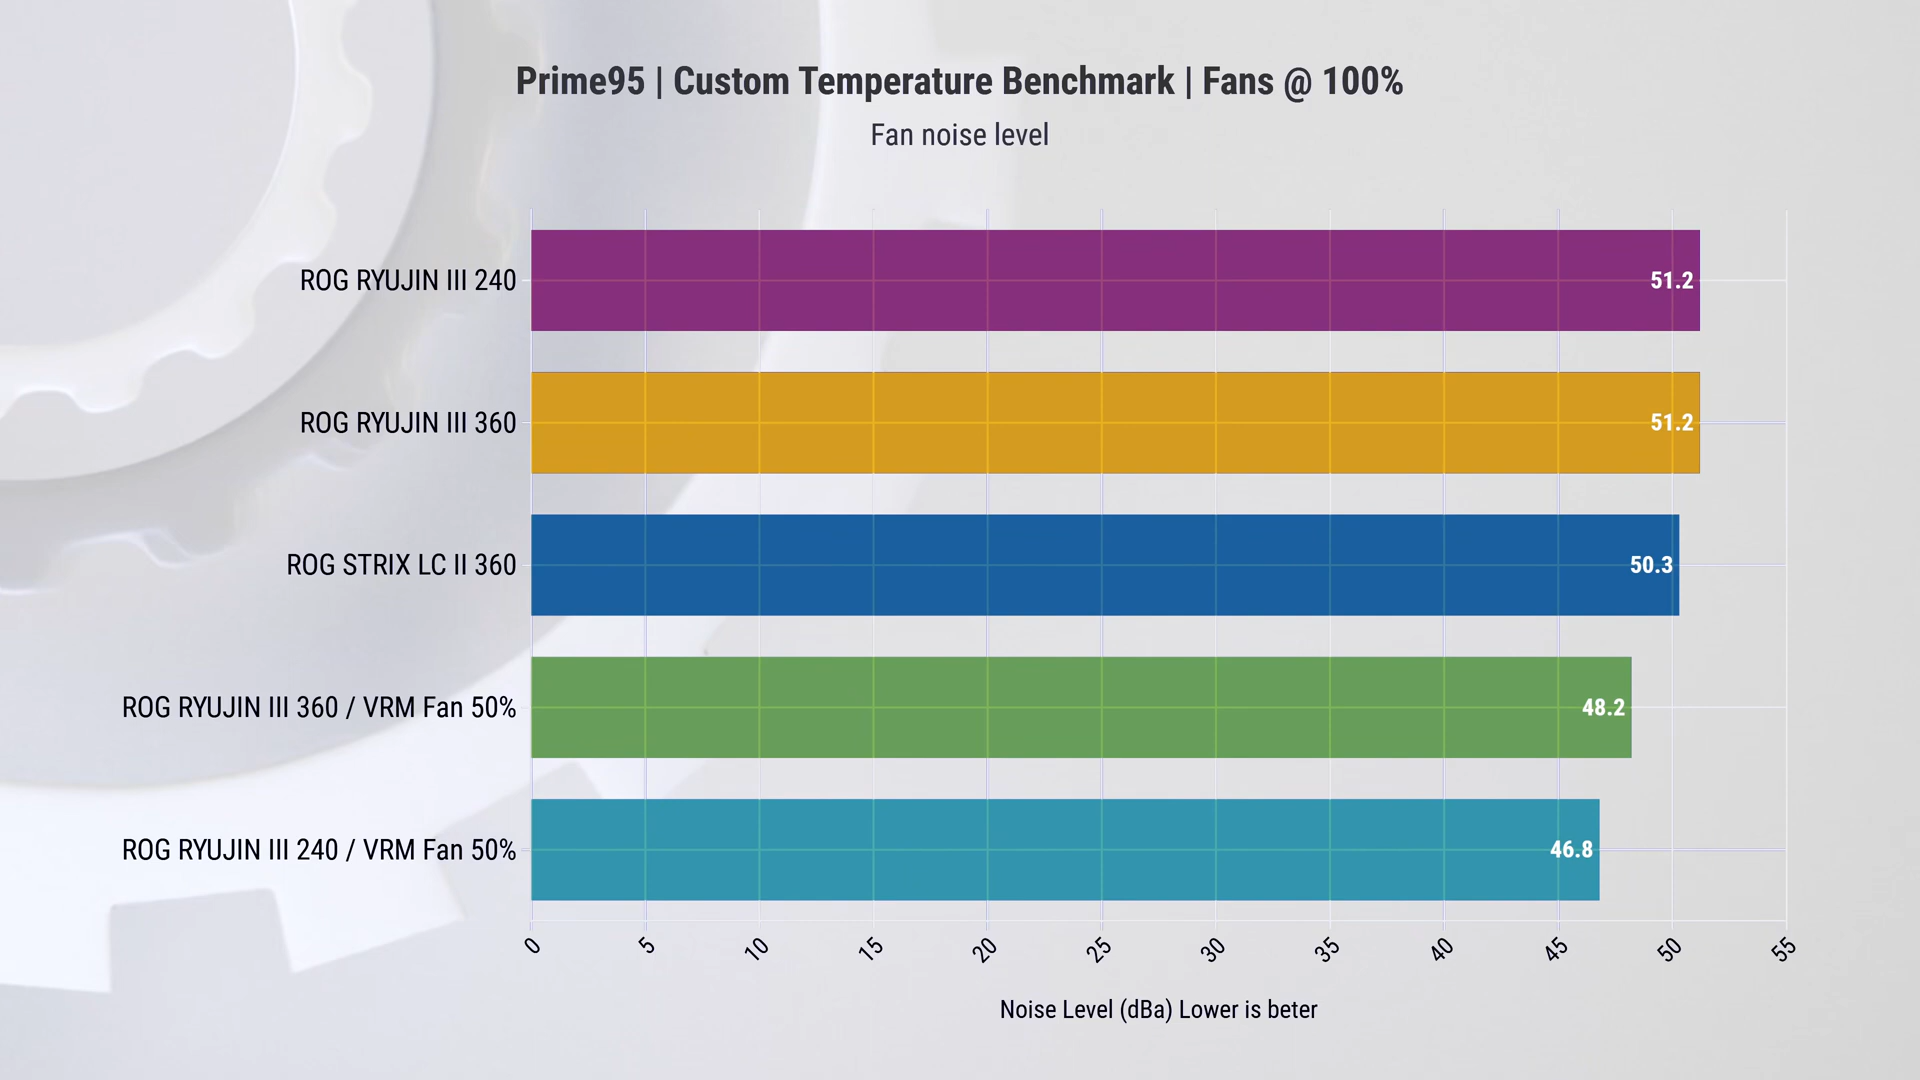 Prime95 | Custom Temperature Benchmark | Fans @ 100%
Fan noise level
ROG RYUJIN III 240
51.2
ROG RYUJIN III 360
51.2
ROG STRIX LC II 360
50.3
ROG RYUJIN III 360 / VRM Fan 50%
48.2
ROG RYUJIN III 240 / VRM Fan 50%
46.8
0 5 10 15 20 25 30 35 40 45 50 55
Noise Level (dBa) Lower is beter